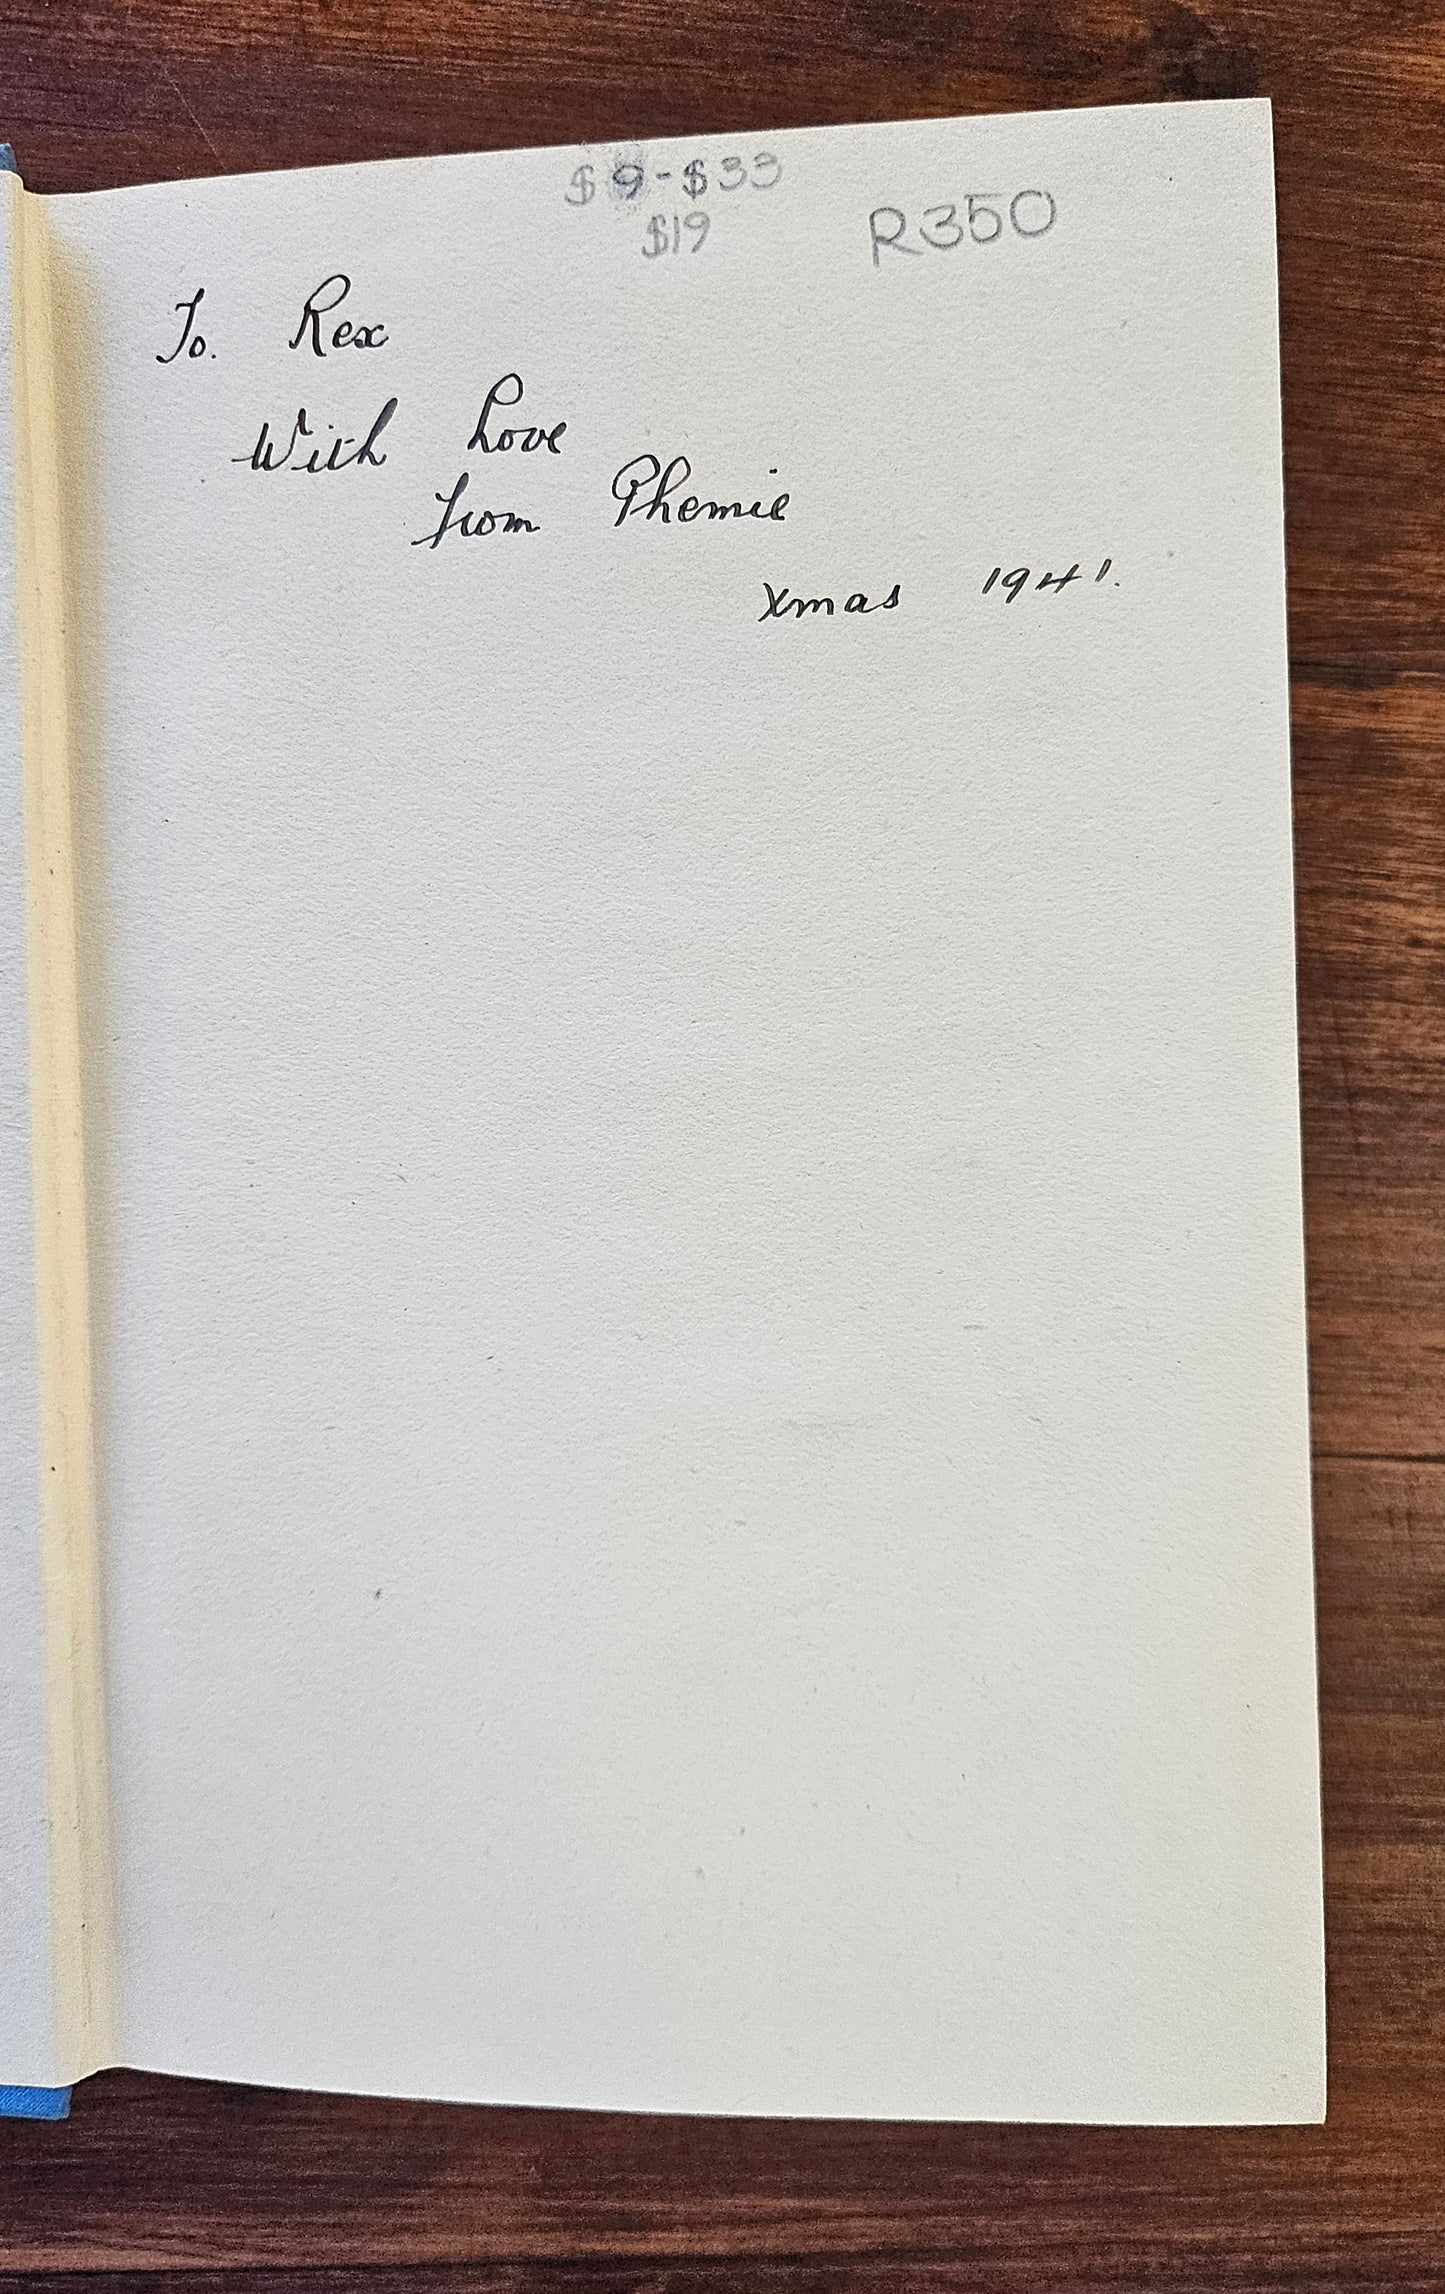 $9-$33
$19
R350
To. Rex
With Love
from Phemie
Xmas 1941.